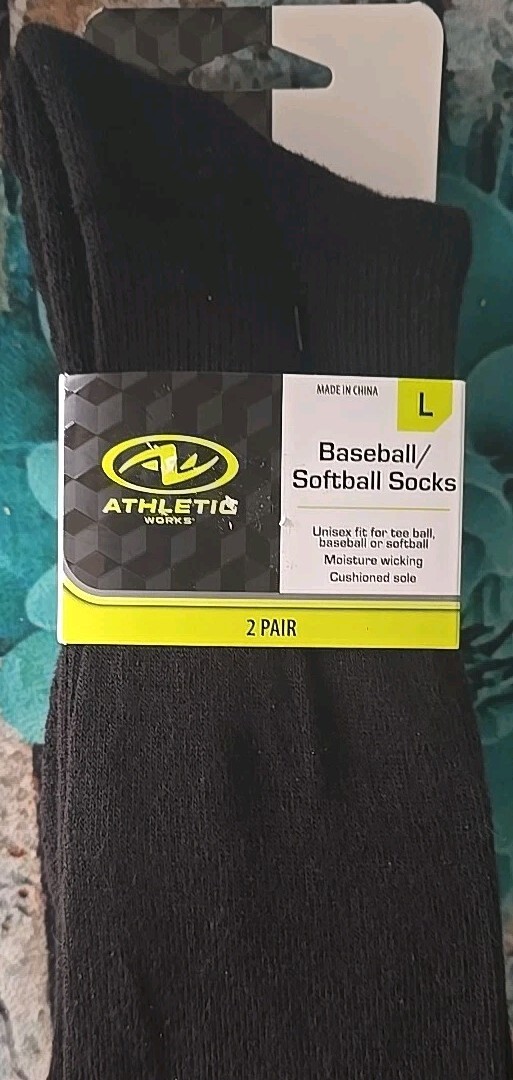 MADE IN CHINA
L
Baseball/
Softball Socks
ATHLETIC
WORKS
Unisex fit for tee ball,
baseball or softball
Moisture wicking
Cushioned sole
2 PAIR